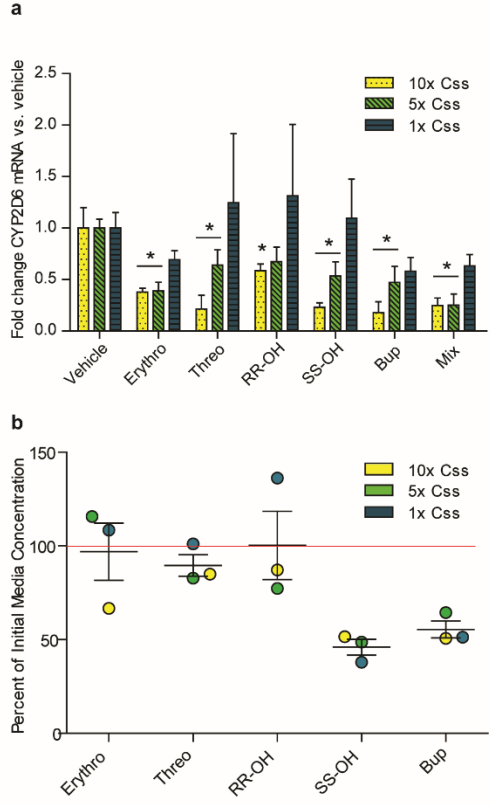 a
Fold change CYP2D6 mRNA vs. vehicle
2.5
2.0
1.5
1.0
0.5
0.0
10x Css
5x Css
1x Css
* * * * * *
Vehicle
Erythro
Threo
RR-OH
SS-OH
Bup
Mix
b
Percent of Initial Media Concentration
150
100
50
0
10x Css
5x Css
1x Css
Erythro
Threo
RR-OH
SS-OH
Bup